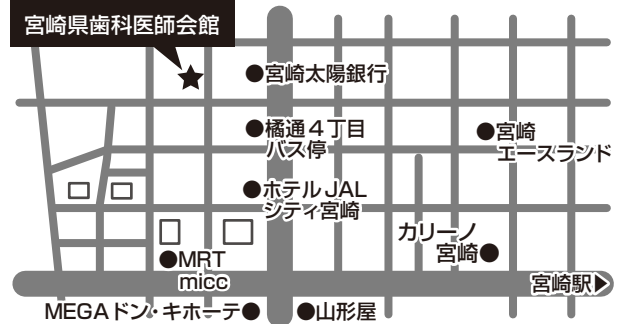 宮崎県歯科医師会館
●宮崎太陽銀行
●橘通4丁目
バス停
●宮崎
エースランド
●ホテルJAL
シティ宮崎
カリーノ
宮崎●
●MRT
micc
宮崎駅▶
MEGAドン・キホーテ●
●山形屋